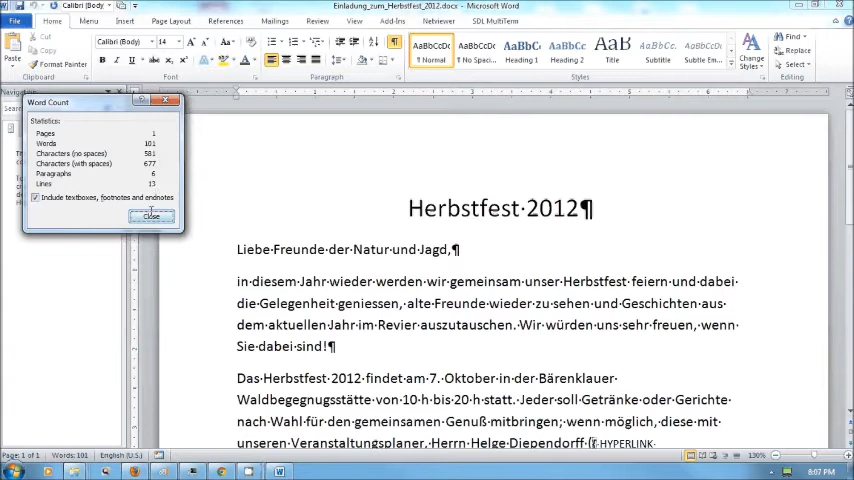 Einladung_zum_Herbstfest_2012.docx - Microsoft Word
File Home Menu Insert Page Layout References Mailings Review View Add-Ins Netreviewer SDL MultiTerm
Cut
Copy
Format Painter
Paste
Calibri (Body) 14
B I U
AaBbCcDc AaBbCcDc AaBbCc AaBbCc AaB AaBbCc. AaBbCcDc
¶ Normal ¶ No Spaci... Heading 1 Heading 2 Title Subtitle Subtle Em...
Change Styles
Find
Replace
Select
Clipboard Font Paragraph Styles Editing
Word Count
Statistics:
Pages 1
Words 101
Characters (no spaces) 581
Characters (with spaces) 677
Paragraphs 6
Lines 13
Include textboxes, footnotes and endnotes
Close
Herbstfest·2012¶
Liebe·Freunde·der·Natur·und·Jagd,¶
in·diesem·Jahr·wieder·werden·wir·gemeinsam·unser·Herbstfest·feiern·und·dabei·
die·Gelegenheit·geniessen,·alte·Freunde·wieder·zu·sehen·und·Geschichten·aus·
dem·aktuellen·Jahr·im·Revier·auszutauschen.·Wir·würden·uns·sehr·freuen,·wenn·
Sie·dabei·sind!¶
Das·Herbstfest·2012·findet·am·7.·Oktober·in·der·Bärenklauer·
Waldbegegnugsstätte·von·10·h·bis·20·h·statt.·Jeder·soll·Getränke·oder·Gerichte·
nach·Wahl·für·den·gemeinsamen·Genuß·mitbringen;·wenn·möglich,·diese·mit·
unseren·Veranstaltungsplaner,·Herrn·Helge·Diependorff·({·HYPERLINK·
Page: 1 of 1 Words: 101 English (U.S.) 130%
8:07 PM